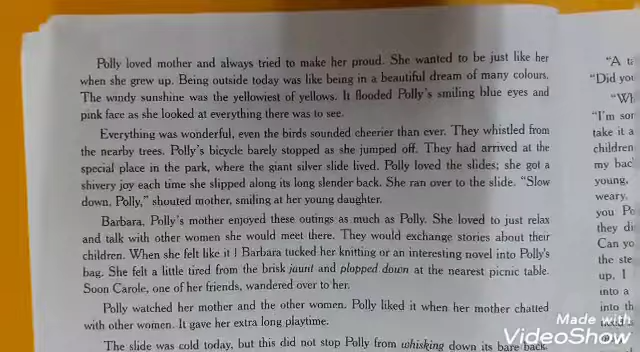 Polly loved mother and always tried to make her proud. She wanted to be just like her
when she grew up. Being outside today was like being in a beautiful dream of many colours.
The windy sunshine was the yellowiest of yellows. It flooded Polly's smiling blue eyes and
pink face as she looked at everything there was to see.
Everything was wonderful, even the birds sounded cheerier than ever. They whistled from
the nearby trees. Polly's bicycle barely stopped as she jumped off. They had arrived at the
special place in the park, where the giant silver slide lived. Polly loved the slides; she got a
shivery joy each time she slipped along its long slender back. She ran over to the slide. "Slow
down, Polly," shouted mother, smiling at her young daughter.
Barbara, Polly's mother enjoyed these outings as much as Polly. She loved to just relax
and talk with other women she would meet there. They would exchange stories about their
children. When she felt like it ! Barbara tucked her knitting or an interesting novel into Polly's
bag. She felt a little tired from the brisk jaunt and plopped down at the nearest picnic table.
Soon Carole, one of her friends, wandered over to her.
Polly watched her mother and the other women. Polly liked it when her mother chatted
with other women. It gave her extra long playtime.
The slide was cold today, but this did not stop Polly from whisking down its bare back.
"A
"Did you
"I'm
take it a
children
my
young,
weary.
you
they
Can
the
up. I
into a
into
Made with
VideoShow